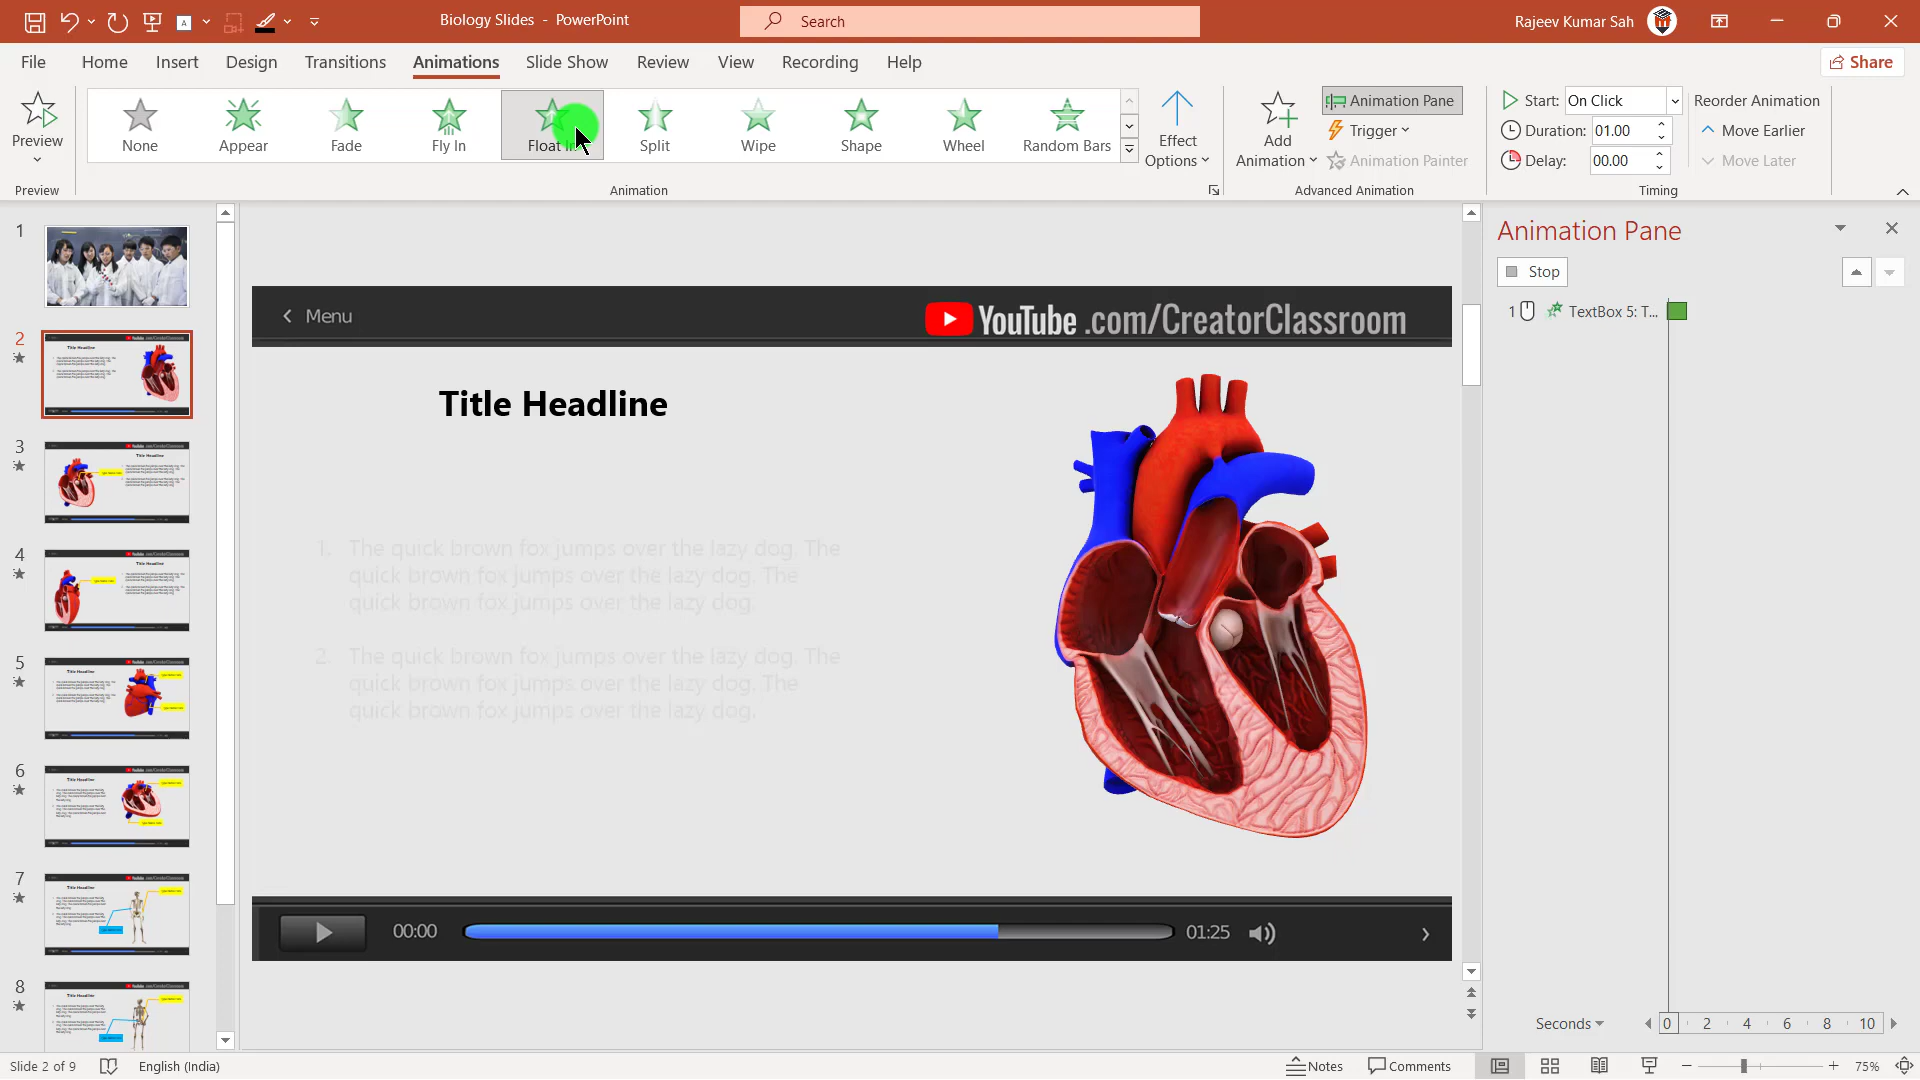 Biology Slides - PowerPoint
Search
Rajeev Kumar Sah
File
Home
Insert
Design
Transitions
Animations
Slide Show
Review
View
Recording
Help
Share
Preview
None
Appear
Fade
Fly In
Float In
Split
Wipe
Shape
Wheel
Random Bars
Effect
Options
Add
Animation
Animation Pane
Trigger
Animation Painter
Start: On Click
Duration: 01.00
Delay: 00.00
Reorder Animation
Move Earlier
Move Later
Preview
Animation
Advanced Animation
Timing
1
2
3
4
5
6
7
8
Menu
YouTube .com/CreatorClassroom
Title Headline
1. The quick brown fox jumps over the lazy dog. The
quick brown fox jumps over the lazy dog. The
quick brown fox jumps over the lazy dog.
2. The quick brown fox jumps over the lazy dog. The
quick brown fox jumps over the lazy dog. The
quick brown fox jumps over the lazy dog.
00:00
01:25
Animation Pane
Stop
1 TextBox 5: T...
Seconds
0 2 4 6 8 10
Slide 2 of 9
English (India)
Notes
Comments
75%